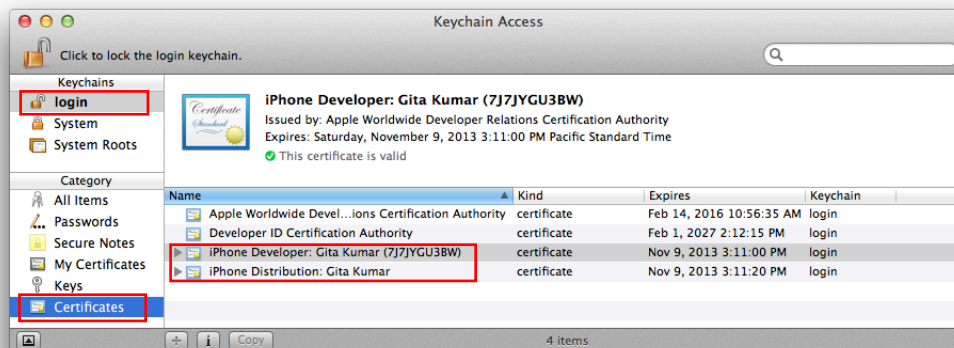 Keychain Access
Click to lock the login keychain.
Keychains
login
System
System Roots
Certificate
Standard
iPhone Developer: Gita Kumar (7J7JYGU3BW)
Issued by: Apple Worldwide Developer Relations Certification Authority
Expires: Saturday, November 9, 2013 3:11:00 PM Pacific Standard Time
This certificate is valid
Category
All Items
Passwords
Secure Notes
My Certificates
Keys
Certificates
Name Kind Expires Keychain
Apple Worldwide Devel...ions Certification Authority certificate Feb 14, 2016 10:56:35 AM login
Developer ID Certification Authority certificate Feb 1, 2027 2:12:15 PM login
iPhone Developer: Gita Kumar (7J7JYGU3BW) certificate Nov 9, 2013 3:11:00 PM login
iPhone Distribution: Gita Kumar certificate Nov 9, 2013 3:11:20 PM login
+ i Copy 4 items